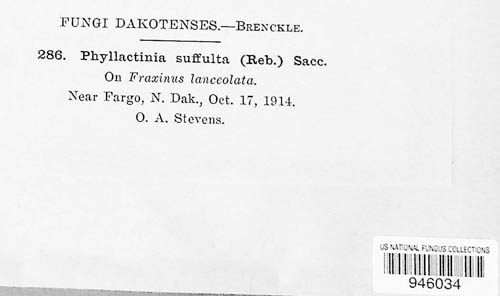 FUNGI DAKOTENSES.—BRENCKLE.
286. Phyllactinia suffulta (Reb.) Sacc.
On Fraxinus lanceolata.
Near Fargo, N. Dak., Oct. 17, 1914.
O. A. Stevens.
US NATIONAL FUNGUS COLLECTIONS
946034